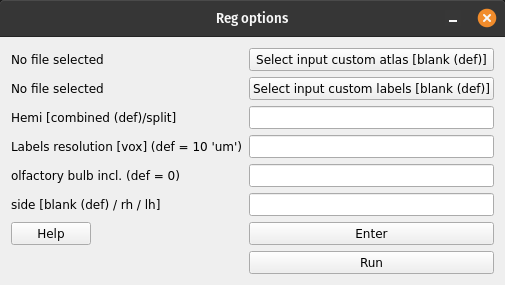 Reg options
No file selected
Select input custom atlas [blank (def)]
No file selected
Select input custom labels [blank (def)]
Hemi [combined (def)/split]
Labels resolution [vox] (def = 10 'um')
olfactory bulb incl. (def = 0)
side [blank (def) / rh / lh]
Help
Enter
Run